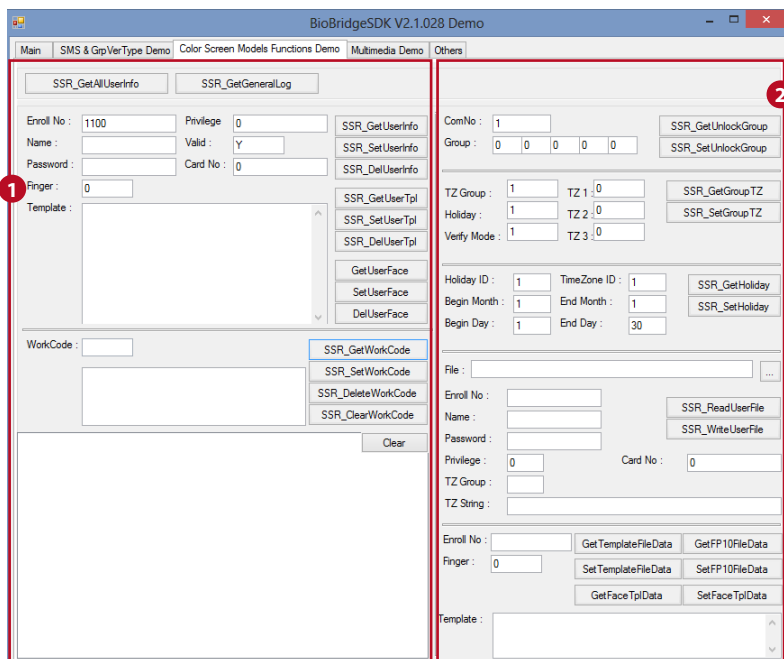 BioBridgeSDK V2.1.028 Demo
Main SMS & GrpVerType Demo Color Screen Models Functions Demo Multimedia Demo Others
SSR_GetAllUserInfo SSR_GetGeneralLog
Enroll No : 1100 Privilege 0 SSR_GetUserInfo
Name : Valid : Y SSR_SetUserInfo
Password : Card No : 0 SSR_DelUserInfo
1
Finger : 0
SSR_GetUserTpl
Template :
SSR_SetUserTpl
SSR_DelUserTpl
GetUserFace
SetUserFace
DelUserFace
WorkCode : SSR_GetWorkCode
SSR_SetWorkCode
SSR_DeleteWorkCode
SSR_ClearWorkCode
Clear
2
ComNo : 1 SSR_GetUnlockGroup
Group : 0 0 0 0 0 SSR_SetUnlockGroup
TZ Group : 1 TZ 1 : 0 SSR_GetGroupTZ
Holiday : 1 TZ 2 : 0 SSR_SetGroupTZ
Verify Mode : 1 TZ 3 : 0
Holiday ID : 1 TimeZone ID : 1 SSR_GetHoliday
Begin Month : 1 End Month : 1 SSR_SetHoliday
Begin Day : 1 End Day : 30
File : ...
Enroll No :
SSR_ReadUserFile
Name :
SSR_WriteUserFile
Password :
Privilege : 0 Card No : 0
TZ Group :
TZ String :
Enroll No : GetTemplateFileData GetFP10FileData
Finger : 0 SetTemplateFileData SetFP10FileData
GetFaceTplData SetFaceTplData
Template :